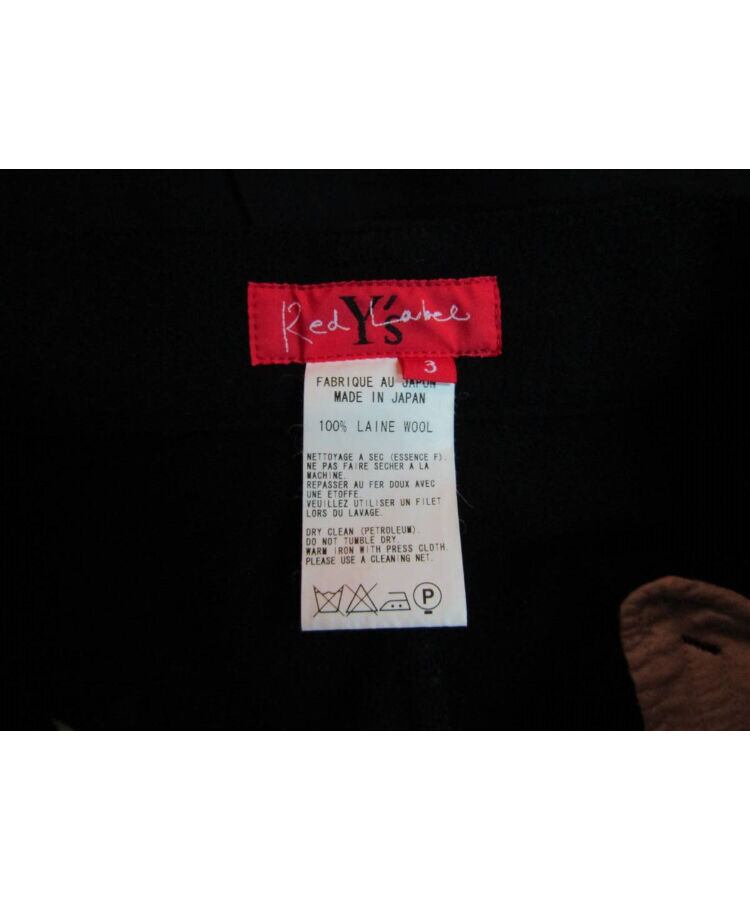 Red Y's Label
3
FABRIQUE AU JAPON
MADE IN JAPAN
100% LAINE WOOL
NETTOYAGE A SEC (ESSENCE F).
NE PAS FAIRE SECHER A LA
MACHINE.
REPASSER AU FER DOUX AVEC
UNE ETOFFE.
VEUILLEZ UTILISER UN FILET
LORS DU LAVAGE.
DRY CLEAN (PETROLEUM).
DO NOT TUMBLE DRY.
WARM IRON WITH PRESS CLOTH.
PLEASE USE A CLEANING NET.
P